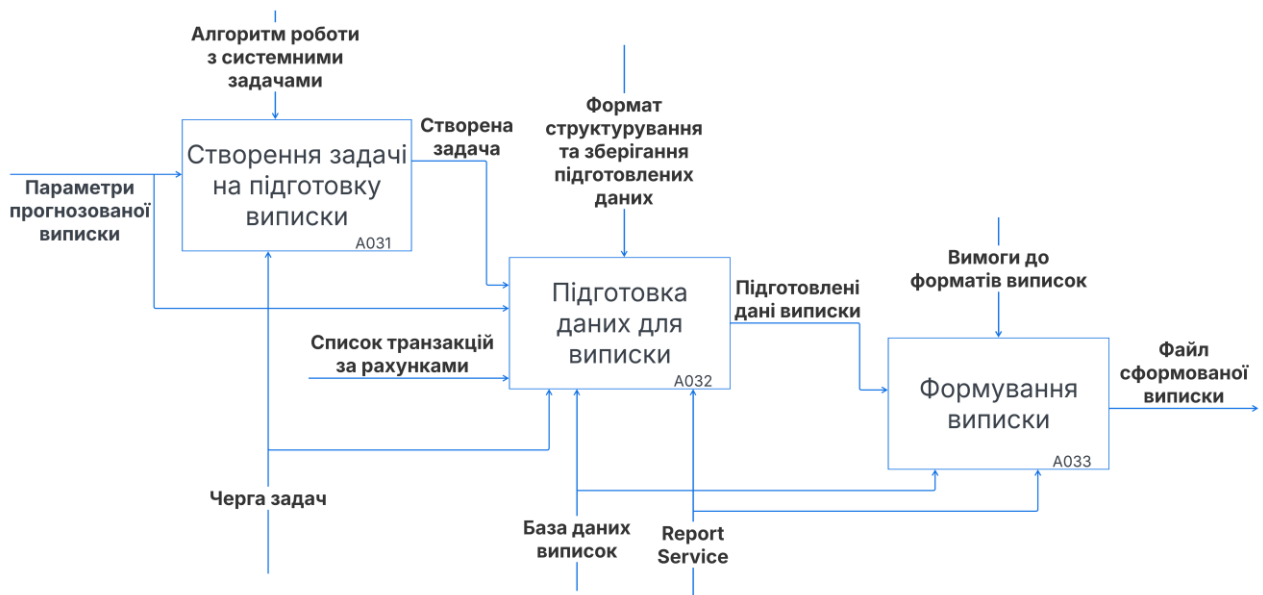 Алгоритм роботи
з системними
задачами
Створення задачі
на підготовку
виписки
A031
Параметри
прогнозованої
виписки
Створена
задача
Формат
структурування
та зберігання
підготовлених
даних
Підготовка
даних для
виписки
A032
Список транзакцій
за рахунками
Підготовлені
дані виписки
Вимоги до
форматів виписок
Формування
виписки
A033
Файл
сформованої
виписки
Черга задач
База даних
виписок
Report
Service